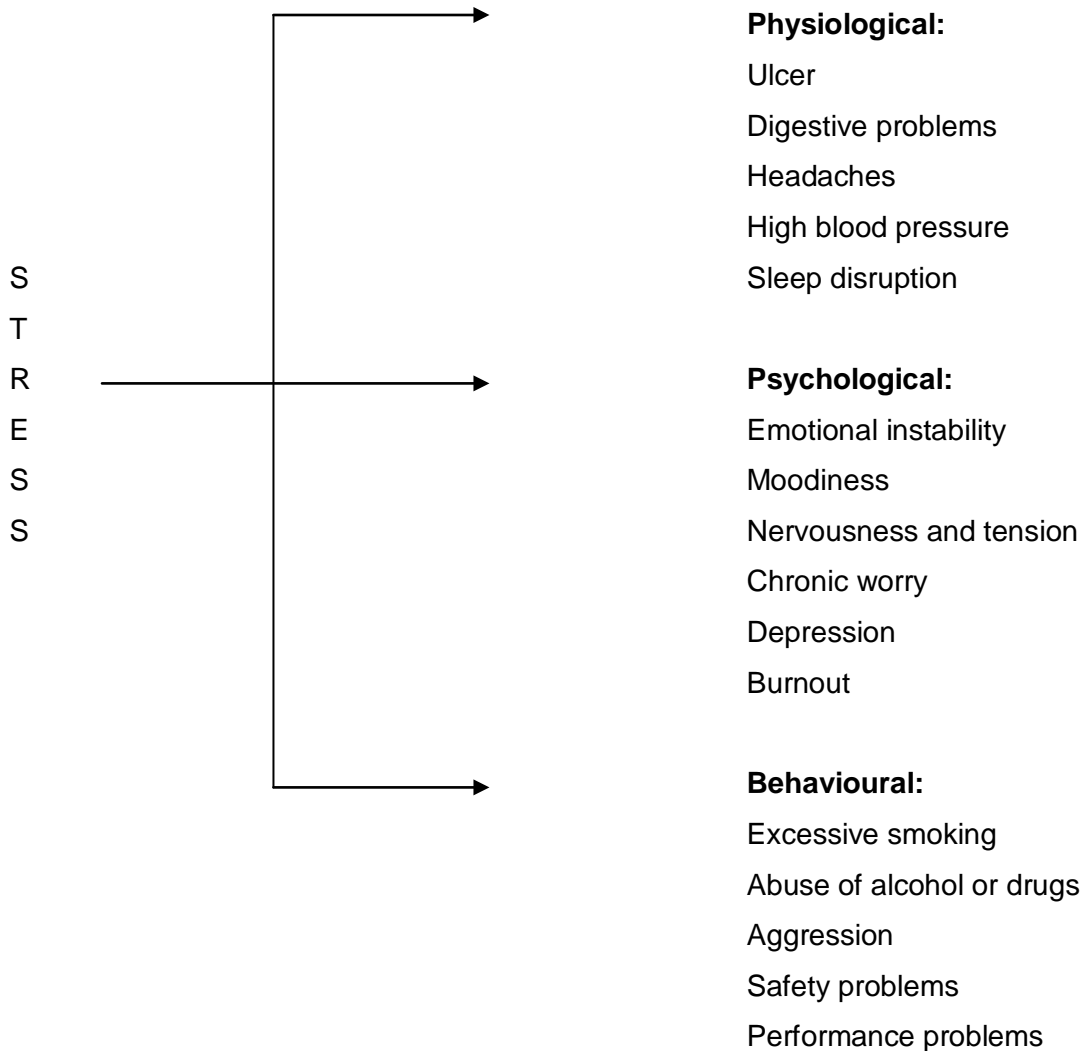 S
T
R
E
S
S
Physiological:
Ulcer
Digestive problems
Headaches
High blood pressure
Sleep disruption
Psychological:
Emotional instability
Moodiness
Nervousness and tension
Chronic worry
Depression
Burnout
Behavioural:
Excessive smoking
Abuse of alcohol or drugs
Aggression
Safety problems
Performance problems